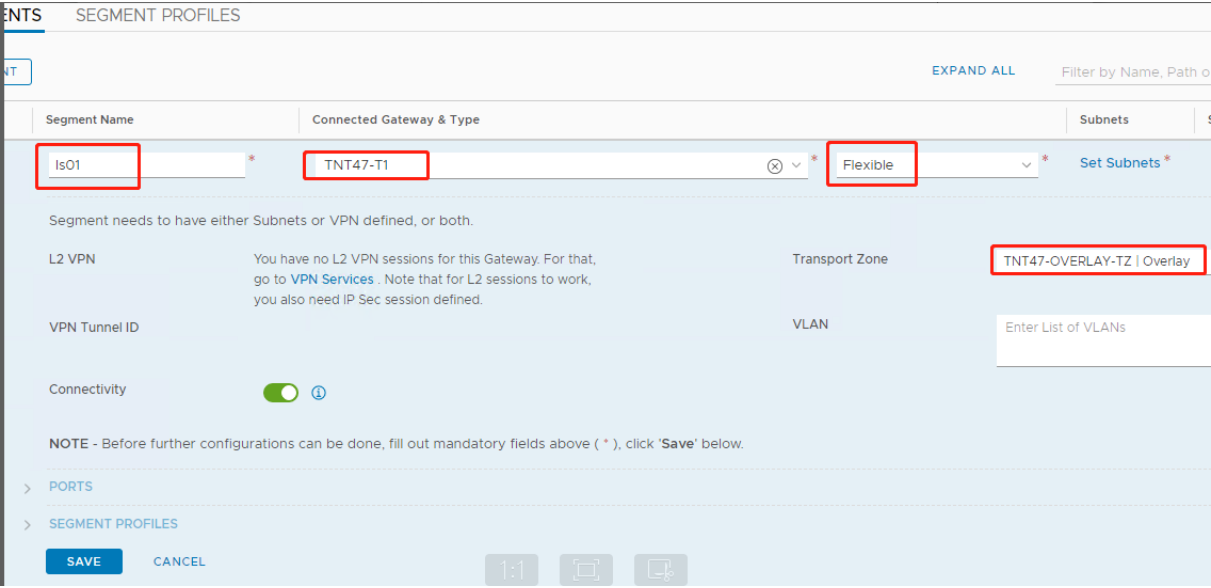 ENTS SEGMENT PROFILES
NT EXPAND ALL Filter by Name, Path o
Segment Name Connected Gateway & Type Subnets S
ls01 * TNT47-T1 * Flexible * Set Subnets *
Segment needs to have either Subnets or VPN defined, or both.
L2 VPN You have no L2 VPN sessions for this Gateway. For that, Transport Zone TNT47-OVERLAY-TZ | Overlay
go to VPN Services . Note that for L2 sessions to work,
you also need IP Sec session defined.
VPN Tunnel ID VLAN Enter List of VLANs
Connectivity
NOTE - Before further configurations can be done, fill out mandatory fields above ( * ), click 'Save' below.
PORTS
SEGMENT PROFILES
SAVE CANCEL 1:1